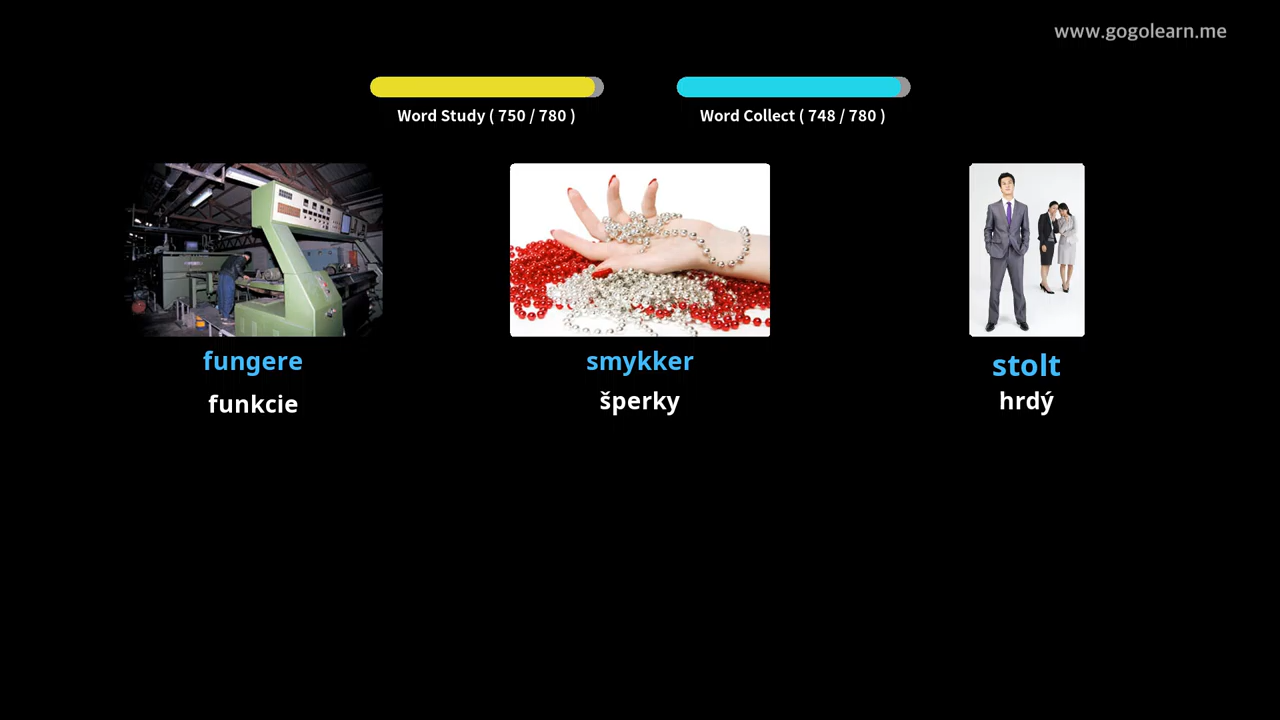 www.gogolearn.me
Word Study ( 750 / 780 )
Word Collect ( 748 / 780 )
fungere
smykker
stolt
funkcie
šperky
hrdý